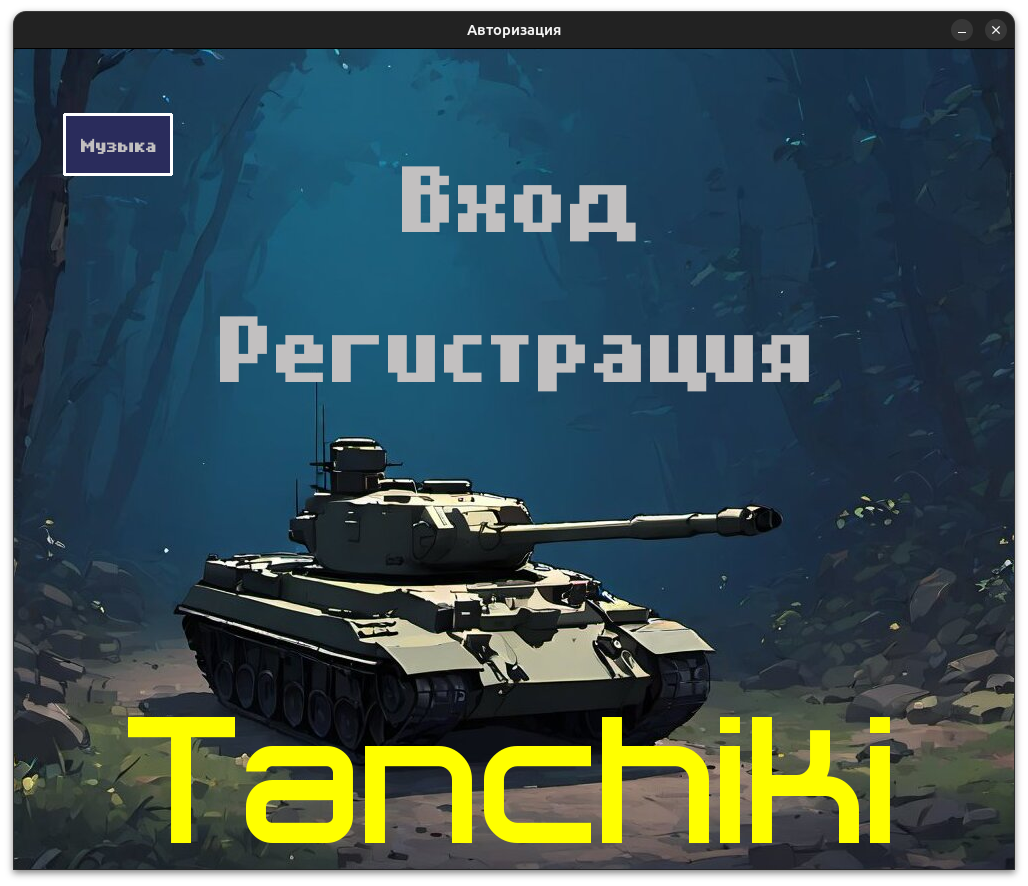 Авторизация
Музыка
Вход
Регистрация
Tanchiki